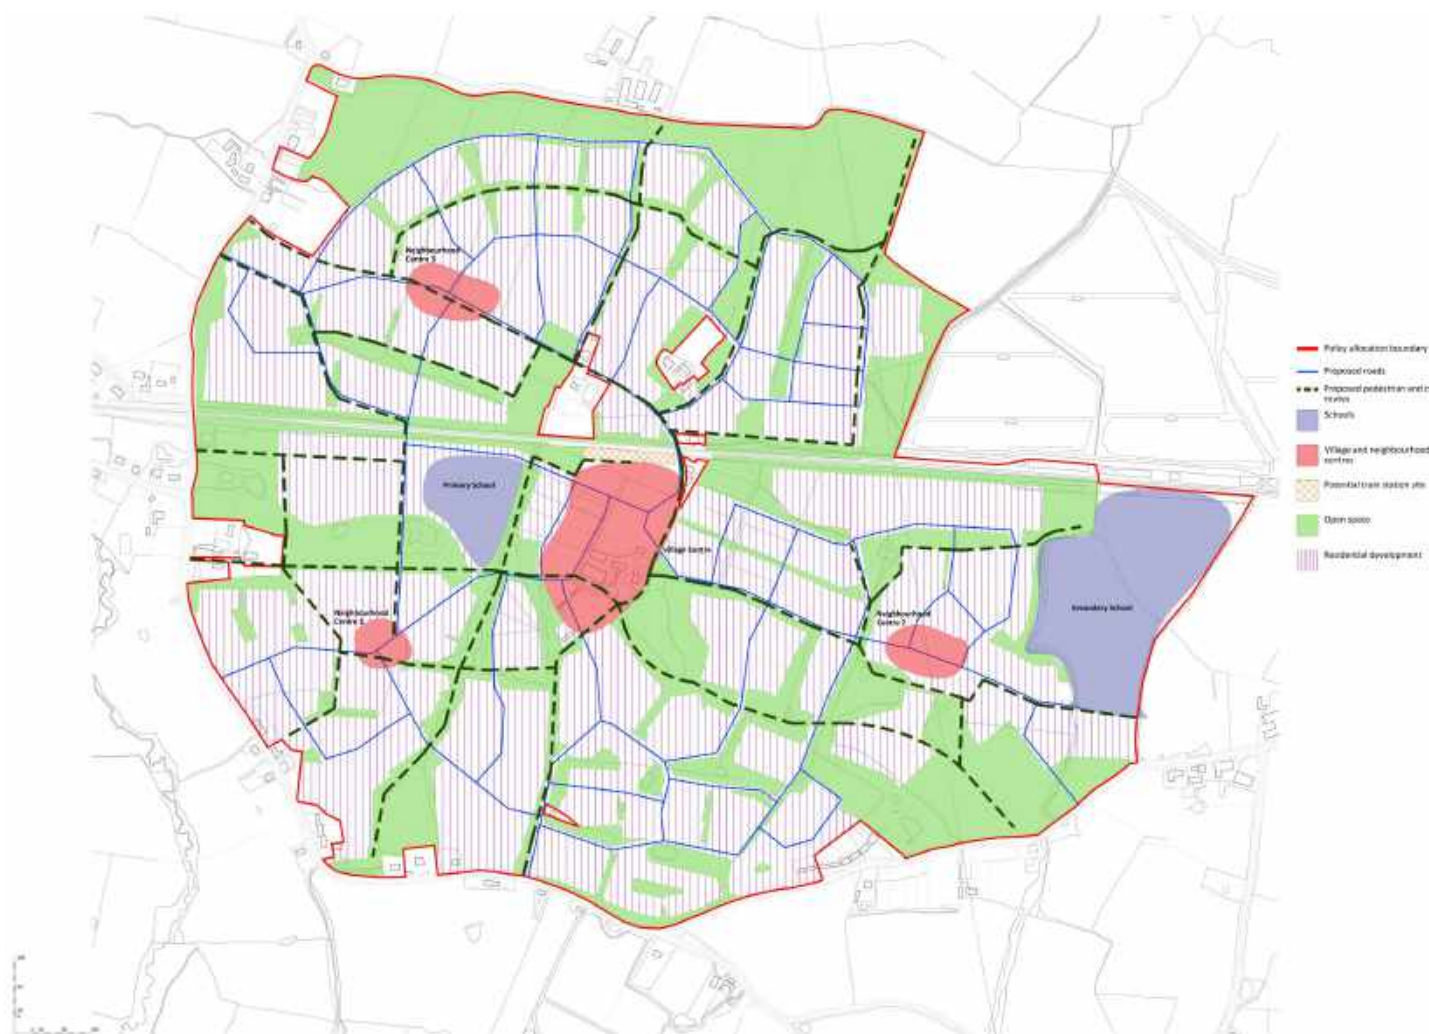 Neighbourhood
Centre 3
Primary School
Village Centre
Neighbourhood
Centre 1
Neighbourhood
Centre 2
Secondary School
Policy allocation boundary
Proposed roads
Proposed pedestrian and
routes
Schools
Village and neighbourhood
centres
Potential train station site
Open space
Residential development